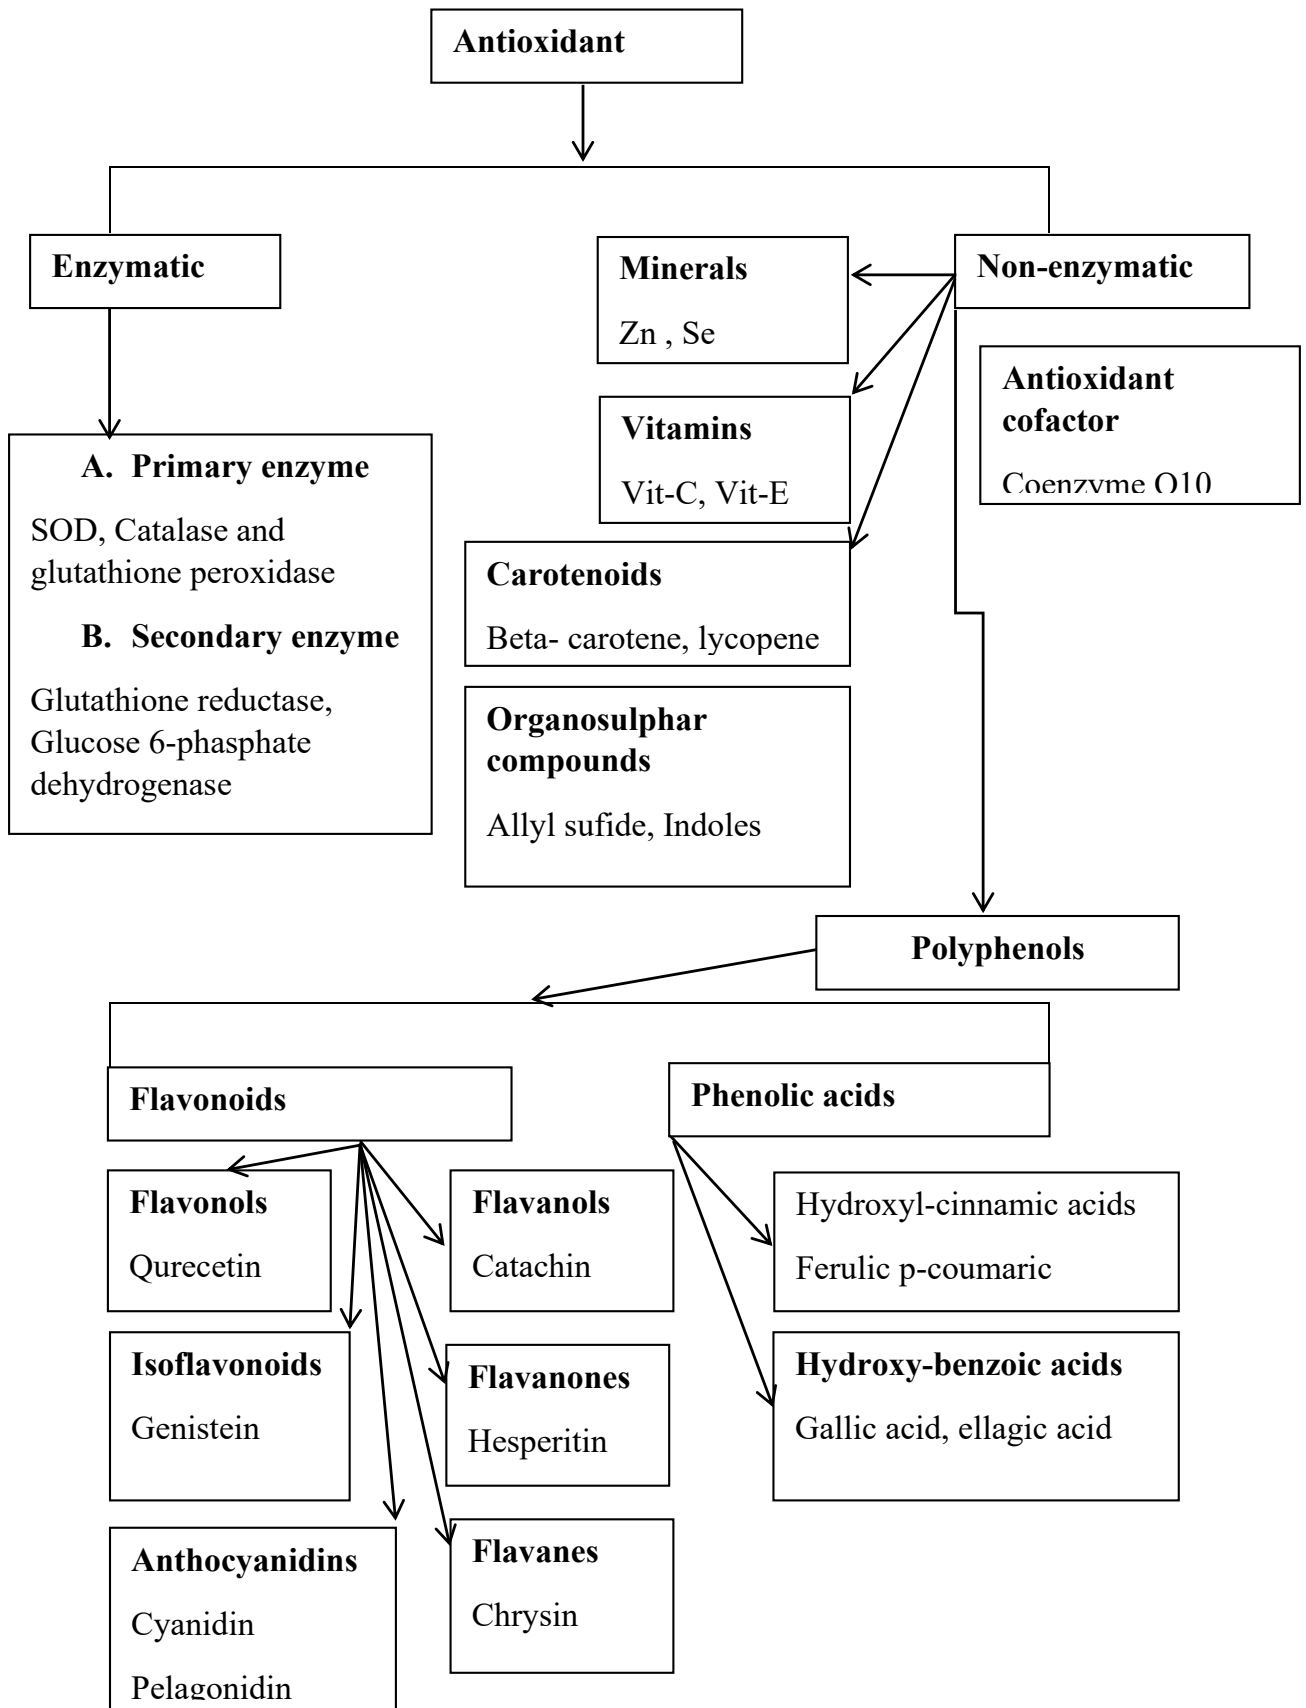 Antioxidant
Enzymatic
Minerals
Zn , Se
Non-enzymatic
Antioxidant
cofactor
Coenzyme Q10
Vitamins
Vit-C, Vit-E
A. Primary enzyme
SOD, Catalase and
glutathione peroxidase
B. Secondary enzyme
Glutathione reductase,
Glucose 6-phasphate
dehydrogenase
Carotenoids
Beta- carotene, lycopene
Organosulphar
compounds
Allyl sufide, Indoles
Polyphenols
Flavonoids
Phenolic acids
Flavonols
Qurecetin
Flavanols
Catachin
Hydroxyl-cinnamic acids
Ferulic p-coumaric
Isoflavonoids
Genistein
Flavanones
Hesperitin
Hydroxy-benzoic acids
Gallic acid, ellagic acid
Anthocyanidins
Cyanidin
Pelagonidin
Flavanes
Chrysin